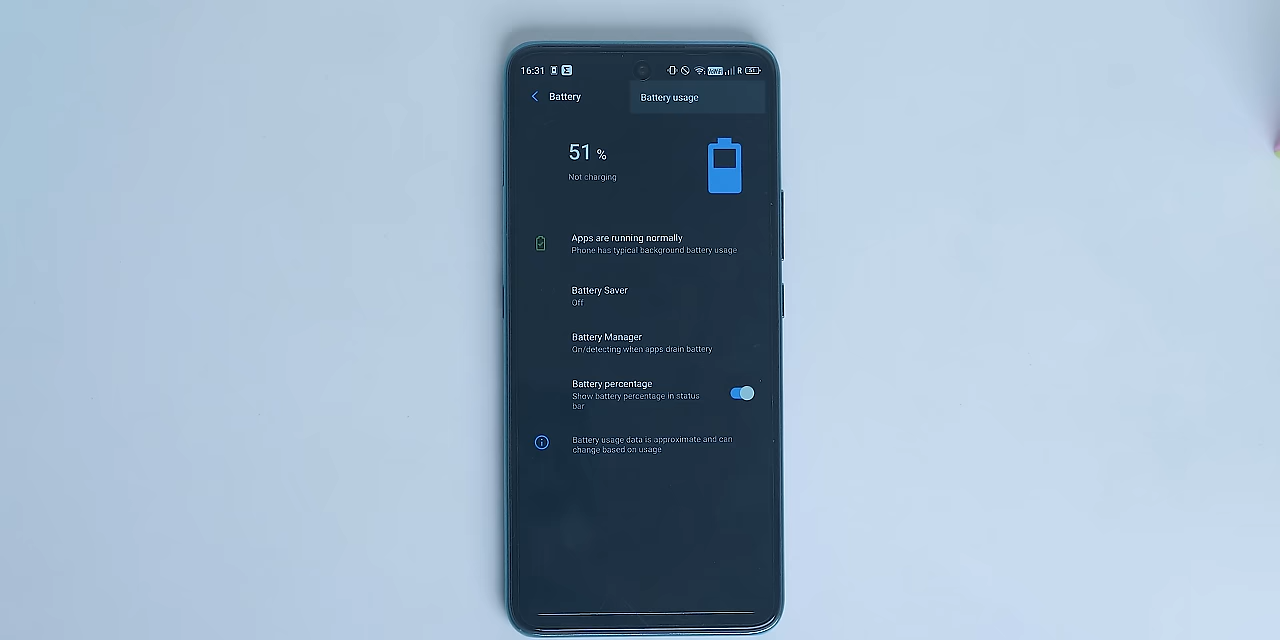 16:31
R 51
Battery
Battery usage
51 %
Not charging
Apps are running normally
Phone has typical background battery usage
Battery Saver
Off
Battery Manager
On/detecting when apps drain battery
Battery percentage
Show battery percentage in status
bar
Battery usage data is approximate and can
change based on usage